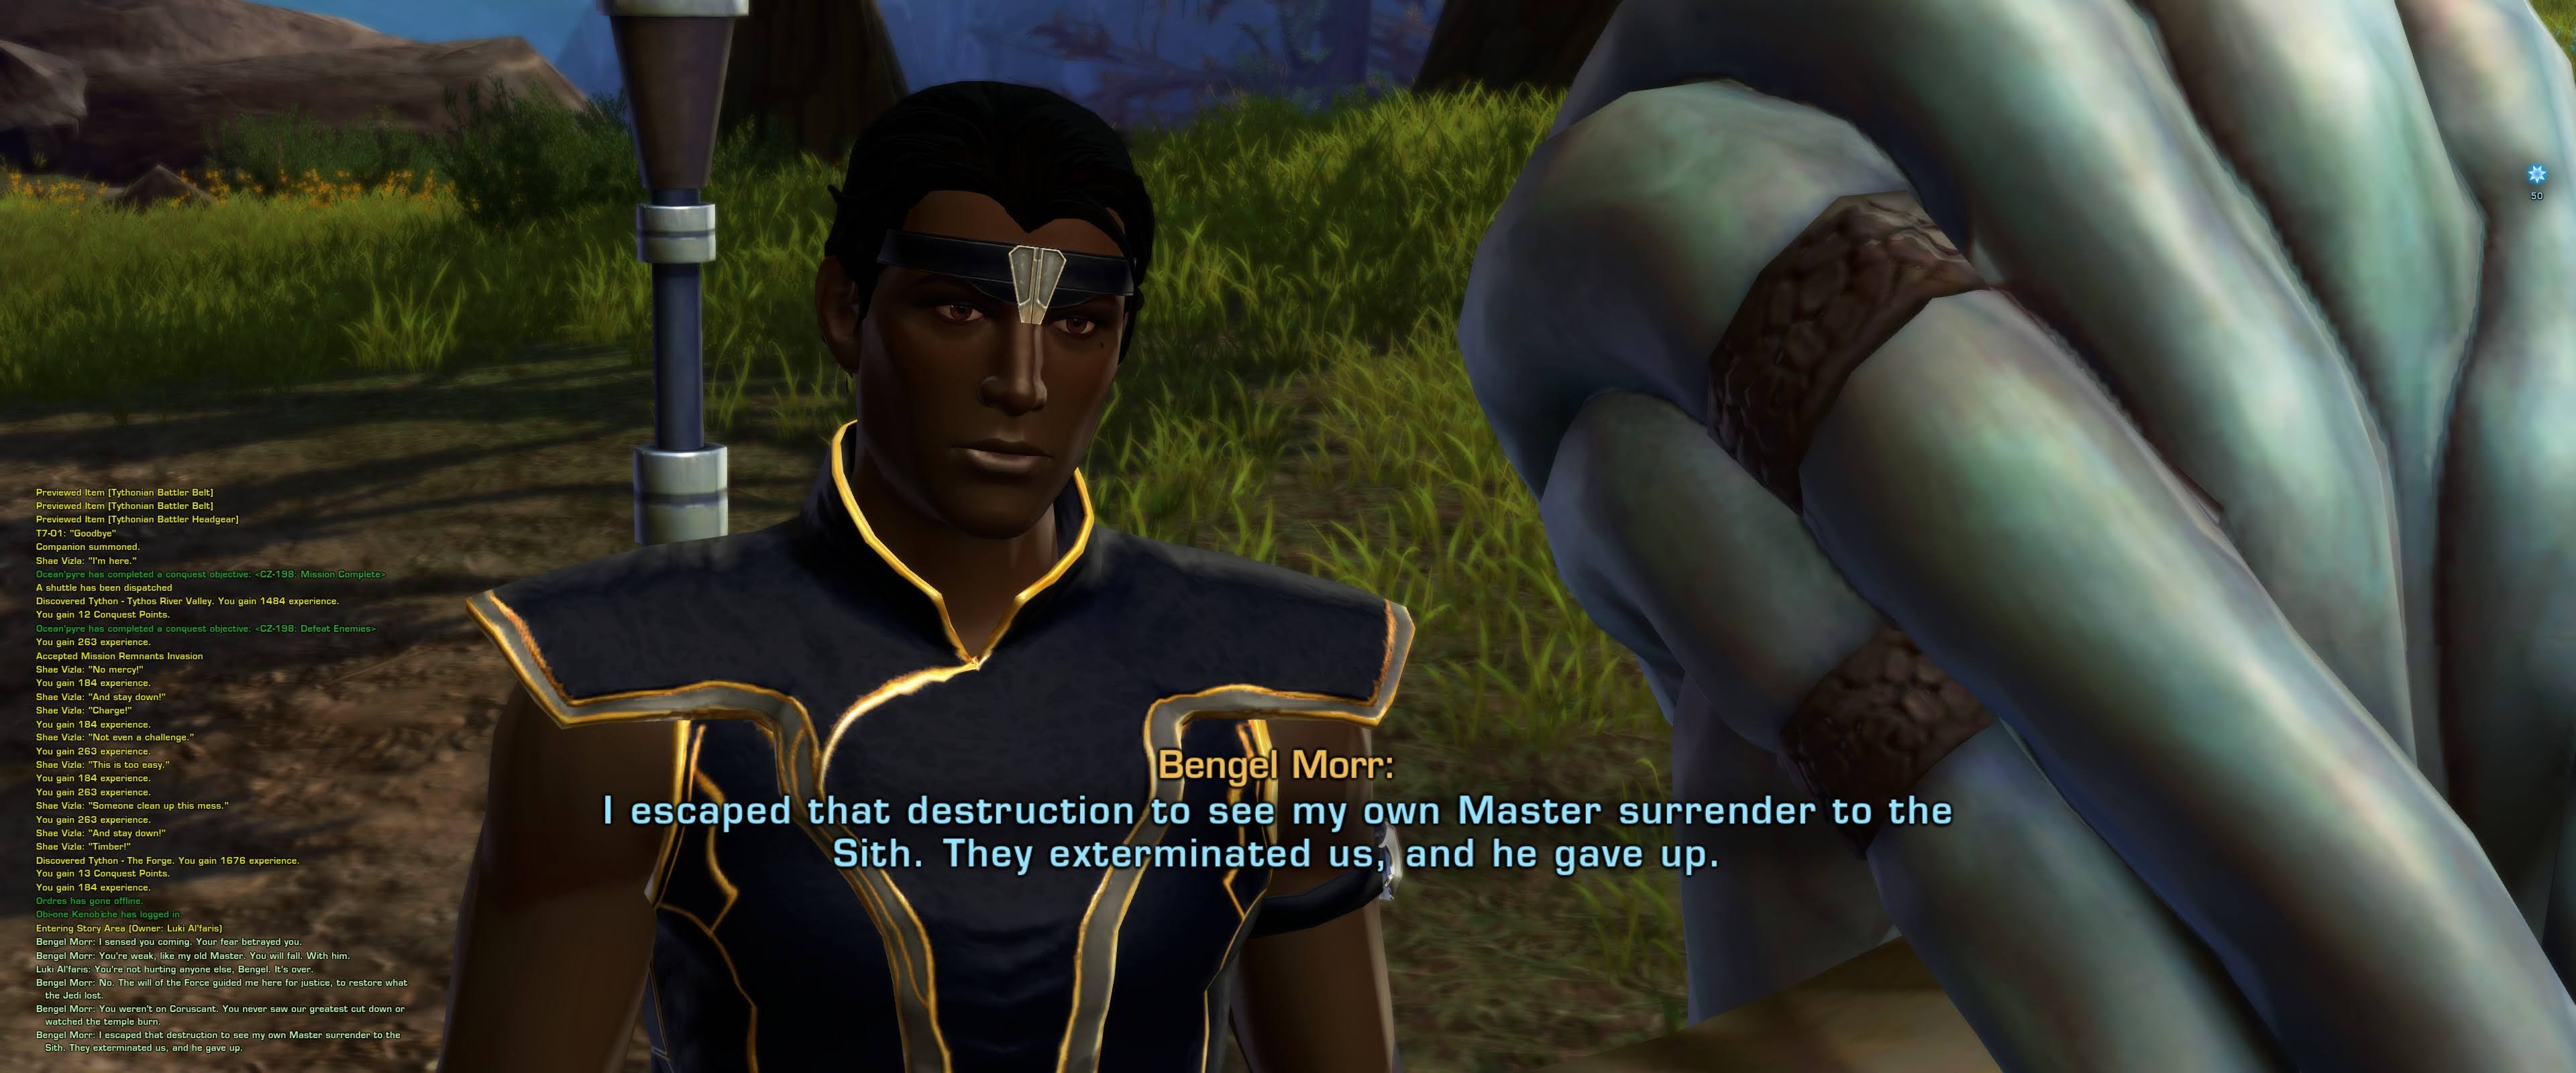 50
Previewed Item [Tythonian Battler Belt]
Previewed Item [Tythonian Battler Belt]
Previewed Item [Tythonian Battler Headgear]
T7-O1: "Goodbye"
Companion summoned.
Shae Vizla: "I'm here."
Ocean'pyre has completed a conquest objective: <CZ-198: Mission Complete>
A shuttle has been dispatched
Discovered Tython - Tythos River Valley. You gain 1484 experience.
You gain 12 Conquest Points.
Ocean'pyre has completed a conquest objective: <CZ-198: Defeat Enemies>
You gain 263 experience.
Accepted Mission Remnants Invasion
Shae Vizla: "No mercy!"
You gain 184 experience.
Shae Vizla: "And stay down!"
Shae Vizla: "Charge!"
You gain 184 experience.
Shae Vizla: "Not even a challenge."
You gain 263 experience.
Shae Vizla: "This is too easy."
You gain 184 experience.
You gain 263 experience.
Shae Vizla: "Someone clean up this mess."
You gain 263 experience.
Shae Vizla: "And stay down!"
Shae Vizla: "Timber!"
Discovered Tython - The Forge. You gain 1676 experience.
You gain 13 Conquest Points.
You gain 184 experience.
Ordres has gone offline.
Obi-one Kenobiche has logged in.
Entering Story Area (Owner: Luki Al'faris)
Bengel Morr: I sensed you coming. Your fear betrayed you.
Bengel Morr: You're weak, like my old Master. You will fall. With him.
Luki Al'faris: You're not hurting anyone else, Bengel. It's over.
Bengel Morr: No. The will of the Force guided me here for justice, to restore what
the Jedi lost.
Bengel Morr: You weren't on Coruscant. You never saw our greatest cut down or
watched the temple burn.
Bengel Morr: I escaped that destruction to see my own Master surrender to the
Sith. They exterminated us, and he gave up.
Bengel Morr:
I escaped that destruction to see my own Master surrender to the
Sith. They exterminated us, and he gave up.